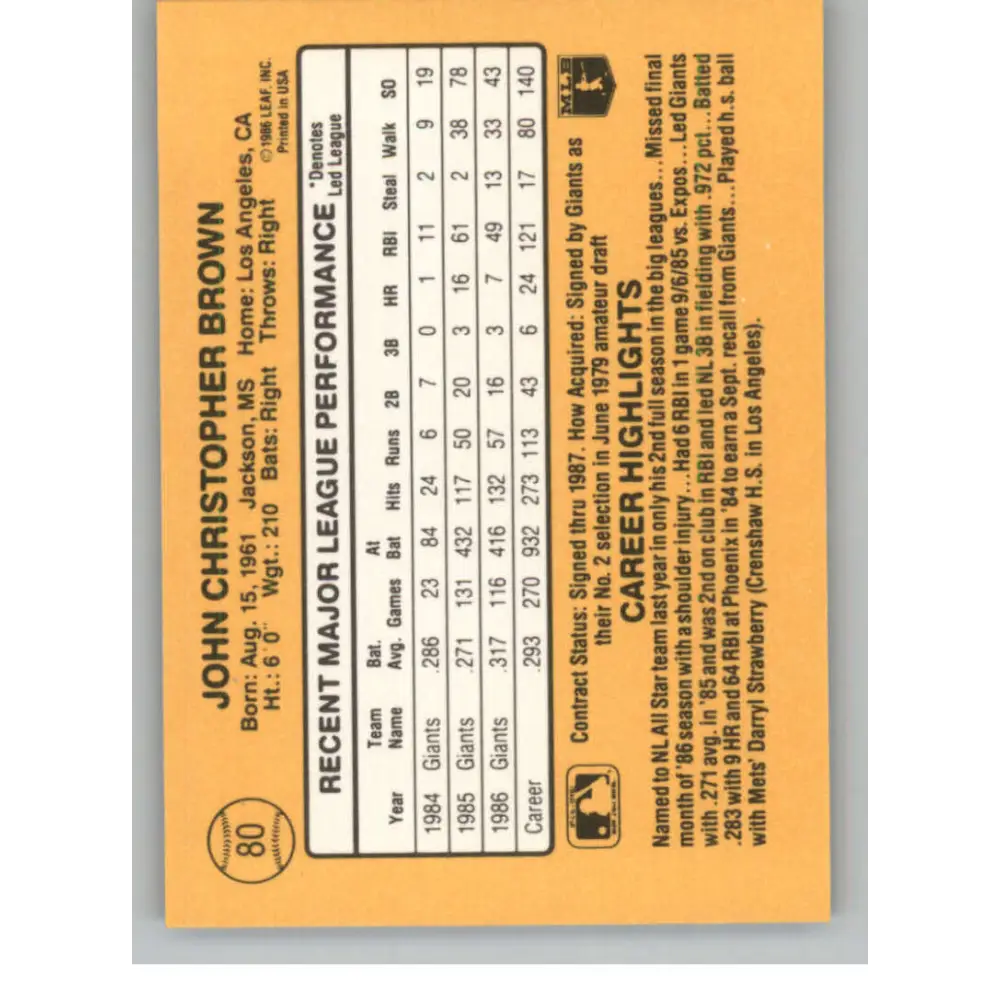 80
JOHN CHRISTOPHER BROWN
Born: Aug. 15, 1961 Jackson, MS Home: Los Angeles, CA
Ht.: 6' 0" Wgt.: 210 Bats: Right Throws: Right
©1986 LEAF, INC.
Printed in USA
RECENT MAJOR LEAGUE PERFORMANCE
*Denotes
Led League
Year Team Name Bat. Avg. Games At Bat Hits Runs 2B 3B HR RBI Steal Walk SO
1984 Giants .286 23 84 24 6 7 0 1 11 2 9 19
1985 Giants .271 131 432 117 50 20 3 16 61 2 38 78
1986 Giants .317 116 416 132 57 16 3 7 49 13 33 43
Career .293 270 932 273 113 43 6 24 121 17 80 140
Contract Status: Signed thru 1987. How Acquired: Signed by Giants as
their No. 2 selection in June 1979 amateur draft
MLB
CAREER HIGHLIGHTS
Named to NL All Star team last year in only his 2nd full season in the big leagues...Missed final
month of '86 season with a shoulder injury...Had 6 RBI in 1 game 9/6/85 vs. Expos...Led Giants
with .271 avg. in '85 and was 2nd on club in RBI and led NL 3B in fielding with .972 pct...Batted
.283 with 9 HR and 64 RBI at Phoenix in '84 to earn a Sept. recall from Giants...Played h.s. ball
with Mets' Darryl Strawberry (Crenshaw H.S. in Los Angeles).